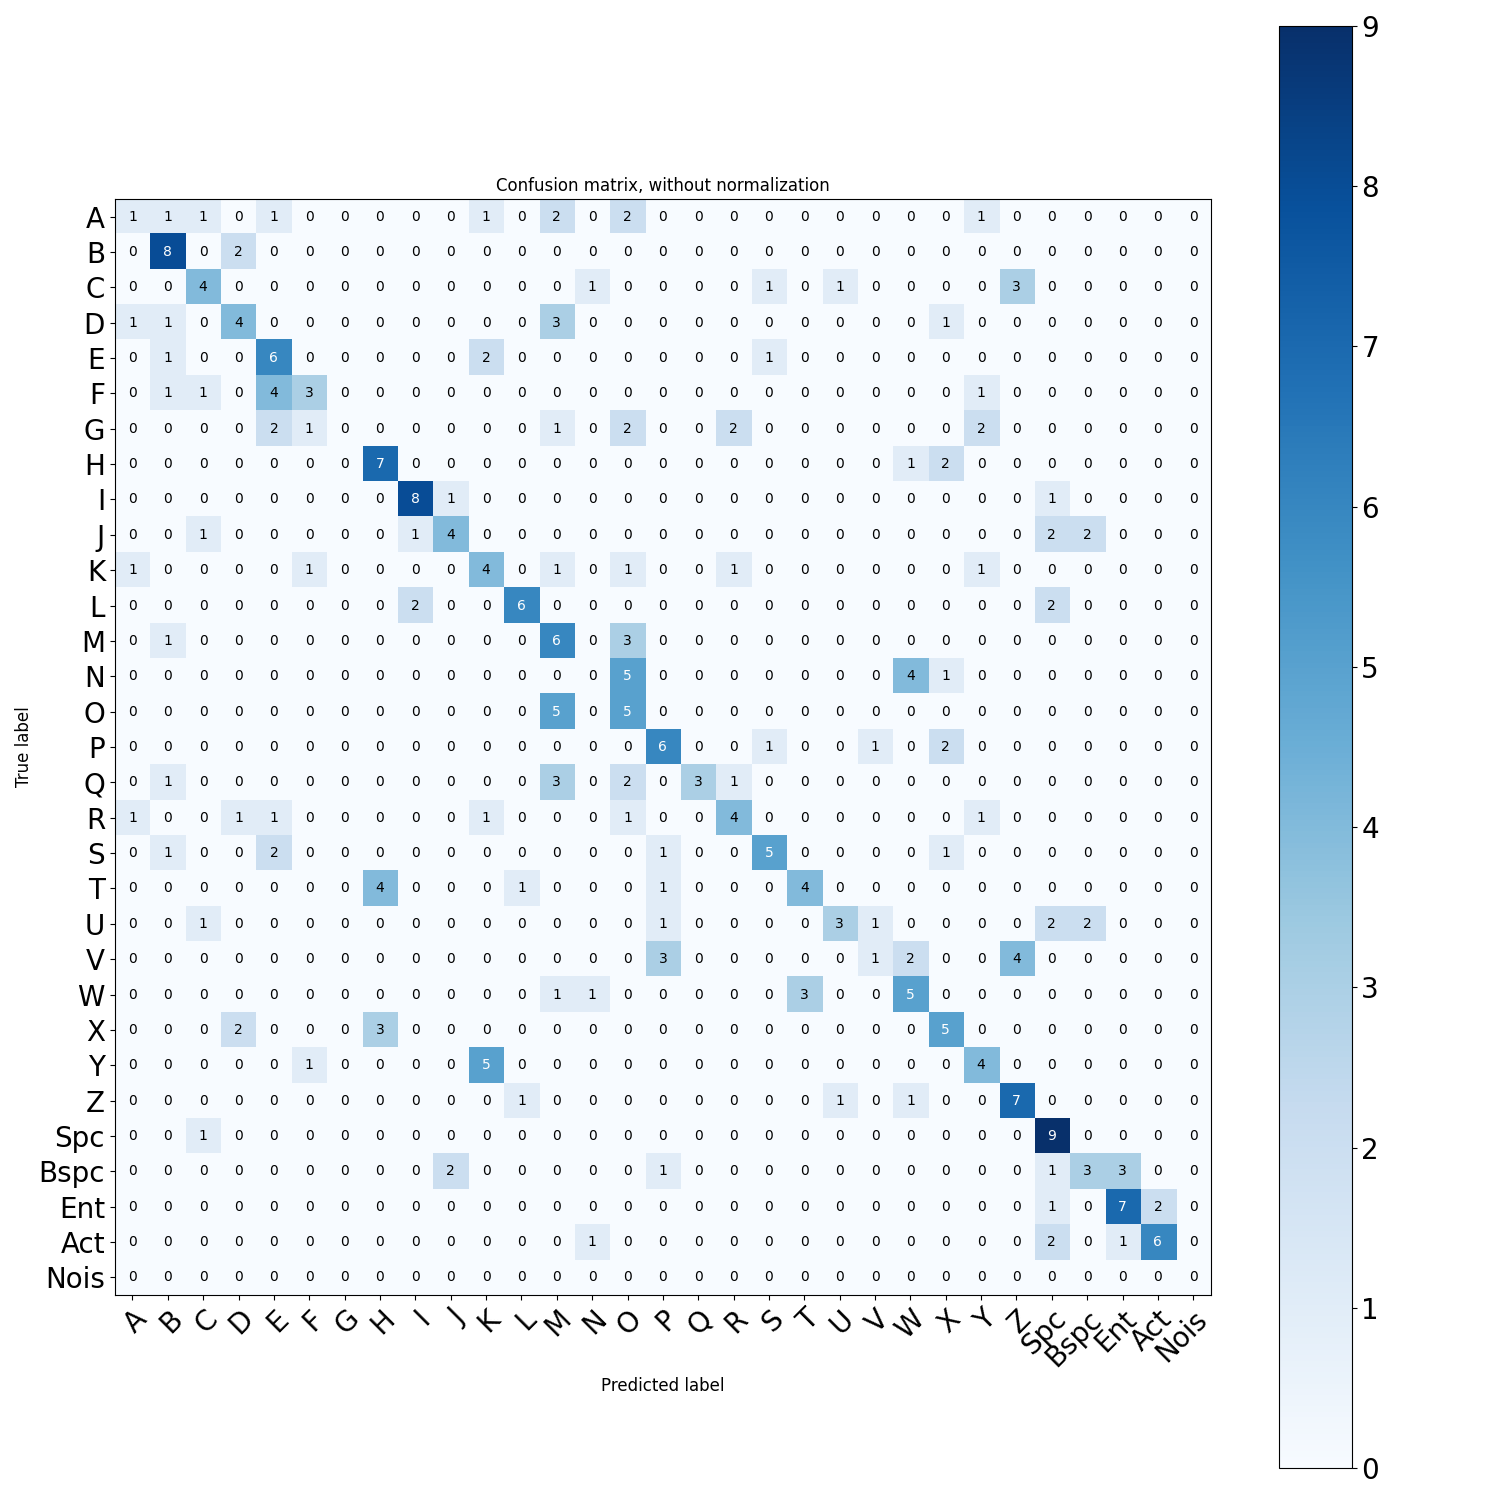 Confusion matrix, without normalization
A 1 1 1 0 1 0 0 0 0 0 1 0 2 0 2 0 0 0 0 0 0 0 0 0 1 0 0 0 0 0 0
B 0 8 0 2 0 0 0 0 0 0 0 0 0 0 0 0 0 0 0 0 0 0 0 0 0 0 0 0 0 0 0
C 0 0 4 0 0 0 0 0 0 0 0 0 0 1 0 0 0 0 1 0 1 0 0 0 0 3 0 0 0 0 0
D 1 1 0 4 0 0 0 0 0 0 0 0 3 0 0 0 0 0 0 0 0 0 0 1 0 0 0 0 0 0 0
E 0 1 0 0 6 0 0 0 0 0 2 0 0 0 0 0 0 0 1 0 0 0 0 0 0 0 0 0 0 0 0
F 0 1 1 0 4 3 0 0 0 0 0 0 0 0 0 0 0 0 0 0 0 0 0 0 1 0 0 0 0 0 0
G 0 0 0 0 2 1 0 0 0 0 0 0 1 0 2 0 0 2 0 0 0 0 0 0 2 0 0 0 0 0 0
H 0 0 0 0 0 0 0 7 0 0 0 0 0 0 0 0 0 0 0 0 0 0 1 2 0 0 0 0 0 0 0
I 0 0 0 0 0 0 0 0 8 1 0 0 0 0 0 0 0 0 0 0 0 0 0 0 0 0 1 0 0 0 0
J 0 0 1 0 0 0 0 0 1 4 0 0 0 0 0 0 0 0 0 0 0 0 0 0 0 0 2 2 0 0 0
K 1 0 0 0 0 1 0 0 0 0 4 0 1 0 1 0 0 1 0 0 0 0 0 0 1 0 0 0 0 0 0
L 0 0 0 0 0 0 0 0 2 0 0 6 0 0 0 0 0 0 0 0 0 0 0 0 0 0 2 0 0 0 0
M 0 1 0 0 0 0 0 0 0 0 0 0 6 0 3 0 0 0 0 0 0 0 0 0 0 0 0 0 0 0 0
N 0 0 0 0 0 0 0 0 0 0 0 0 0 0 5 0 0 0 0 0 0 0 4 1 0 0 0 0 0 0 0
O 0 0 0 0 0 0 0 0 0 0 0 0 5 0 5 0 0 0 0 0 0 0 0 0 0 0 0 0 0 0 0
P 0 0 0 0 0 0 0 0 0 0 0 0 0 0 0 6 0 0 1 0 0 1 0 2 0 0 0 0 0 0 0
Q 0 1 0 0 0 0 0 0 0 0 0 0 3 0 2 0 3 1 0 0 0 0 0 0 0 0 0 0 0 0 0
R 1 0 0 1 1 0 0 0 0 0 1 0 0 0 1 0 0 4 0 0 0 0 0 0 1 0 0 0 0 0 0
S 0 1 0 0 2 0 0 0 0 0 0 0 0 0 0 1 0 0 5 0 0 0 0 1 0 0 0 0 0 0 0
T 0 0 0 0 0 0 0 4 0 0 0 1 0 0 0 1 0 0 0 4 0 0 0 0 0 0 0 0 0 0 0
U 0 0 1 0 0 0 0 0 0 0 0 0 0 0 0 1 0 0 0 0 3 1 0 0 0 0 2 2 0 0 0
V 0 0 0 0 0 0 0 0 0 0 0 0 0 0 0 3 0 0 0 0 0 1 2 0 0 4 0 0 0 0 0
W 0 0 0 0 0 0 0 0 0 0 0 0 1 1 0 0 0 0 0 3 0 0 5 0 0 0 0 0 0 0 0
X 0 0 0 2 0 0 0 3 0 0 0 0 0 0 0 0 0 0 0 0 0 0 0 5 0 0 0 0 0 0 0
Y 0 0 0 0 0 1 0 0 0 0 5 0 0 0 0 0 0 0 0 0 0 0 0 0 4 0 0 0 0 0 0
Z 0 0 0 0 0 0 0 0 0 0 0 1 0 0 0 0 0 0 0 0 1 0 1 0 0 7 0 0 0 0 0
Spc 0 0 1 0 0 0 0 0 0 0 0 0 0 0 0 0 0 0 0 0 0 0 0 0 0 0 9 0 0 0 0
Bspc 0 0 0 0 0 0 0 0 0 2 0 0 0 0 0 1 0 0 0 0 0 0 0 0 0 0 1 3 3 0 0
Ent 0 0 0 0 0 0 0 0 0 0 0 0 0 0 0 0 0 0 0 0 0 0 0 0 0 0 1 0 7 2 0
Act 0 0 0 0 0 0 0 0 0 0 0 0 0 1 0 0 0 0 0 0 0 0 0 0 0 0 2 0 1 6 0
Nois 0 0 0 0 0 0 0 0 0 0 0 0 0 0 0 0 0 0 0 0 0 0 0 0 0 0 0 0 0 0 0
A B C D E F G H I J K L M N O P Q R S T U V W X Y Z Spc Bspc Ent Act Nois
Predicted label
True label
9
8
7
6
5
4
3
2
1
0